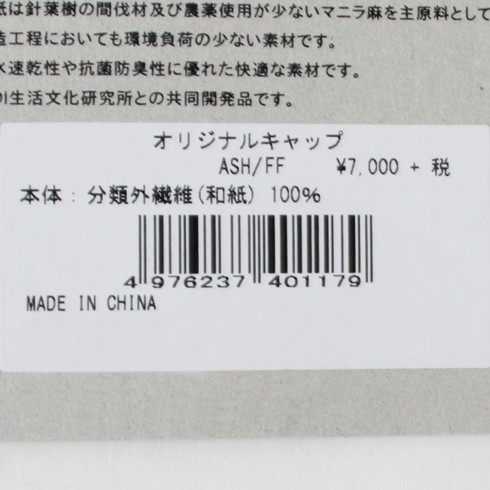 紙は針葉樹の間伐材及び農薬使用が少ないマニラ麻を主原料として
造工程においても環境負荷の少ない素材です。
水速乾性や抗菌防臭性に優れた快適な素材です。
生活文化研究所との共同開発品です。
オリジナルキャップ
ASH/FF ¥7,000 + 税
本体 : 分類外繊維(和紙) 100%
4 976237 401179
MADE IN CHINA